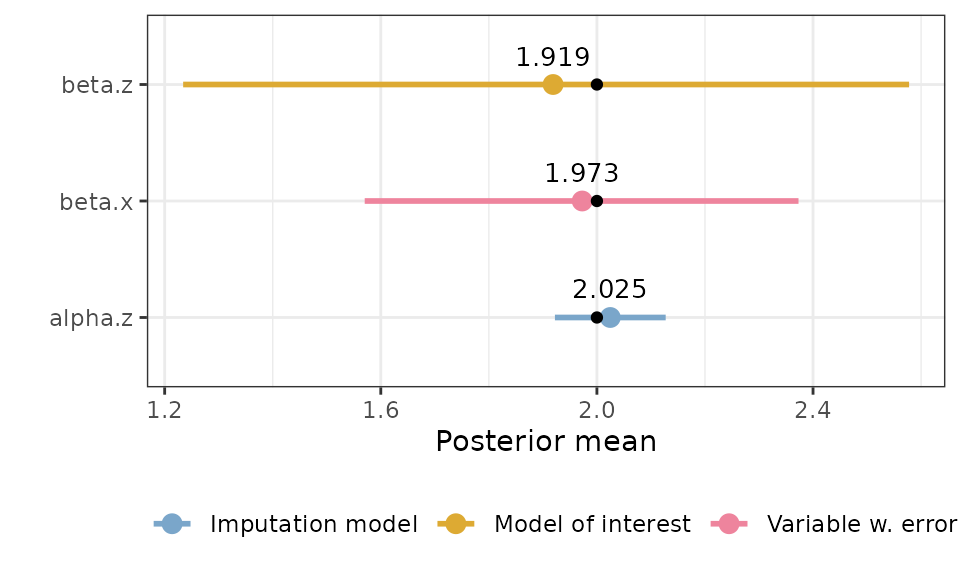 1.919
beta.z
1.973
beta.x
2.025
alpha.z
1.2 1.6 2.0 2.4
Posterior mean
Imputation model Model of interest Variable w. error